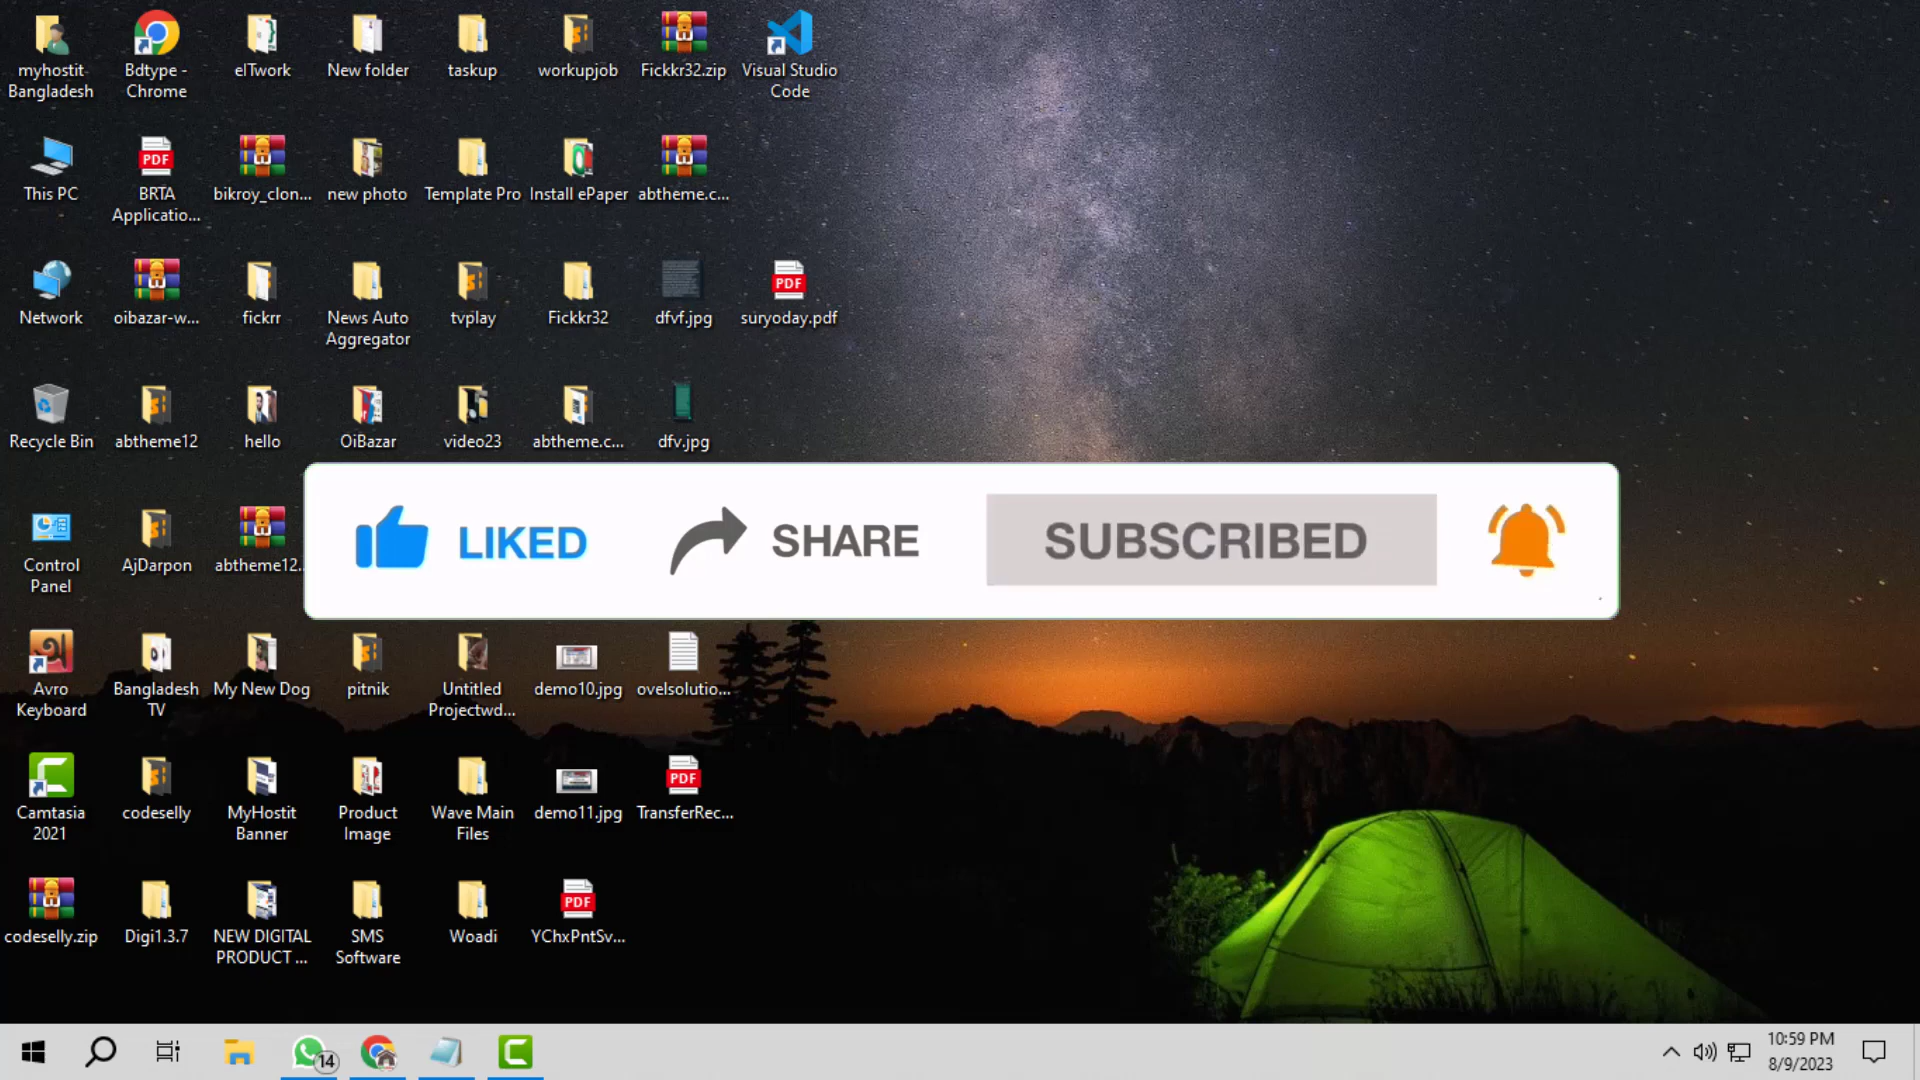 myhostit
Bangladesh
Bdtype -
Chrome
elTwork
New folder
taskup
workupjob
Fickkr32.zip
Visual Studio
Code
This PC
PDF
BRTA
Applicatio...
bikroy_clon...
new photo
Template Pro
Install ePaper
abtheme.c...
Network
oibazar-w...
fickrr
News Auto
Aggregator
tvplay
Fickkr32
dfvf.jpg
PDF
suryoday.pdf
Recycle Bin
abtheme12
hello
OiBazar
video23
abtheme.c...
dfv.jpg
Control
Panel
AjDarpon
abtheme12..
LIKED
SHARE
SUBSCRIBED
অ
Avro
Keyboard
Bangladesh
TV
My New Dog
pitnik
Untitled
Projectwd...
demo10.jpg
ovelsolutio...
Camtasia
2021
codeselly
MyHostit
Banner
Product
Image
Wave Main
Files
demo11.jpg
PDF
TransferRec...
codeselly.zip
Digi1.3.7
NEW DIGITAL
PRODUCT ...
SMS
Software
Woadi
PDF
YChxPntSv...
14
10:59 PM
8/9/2023